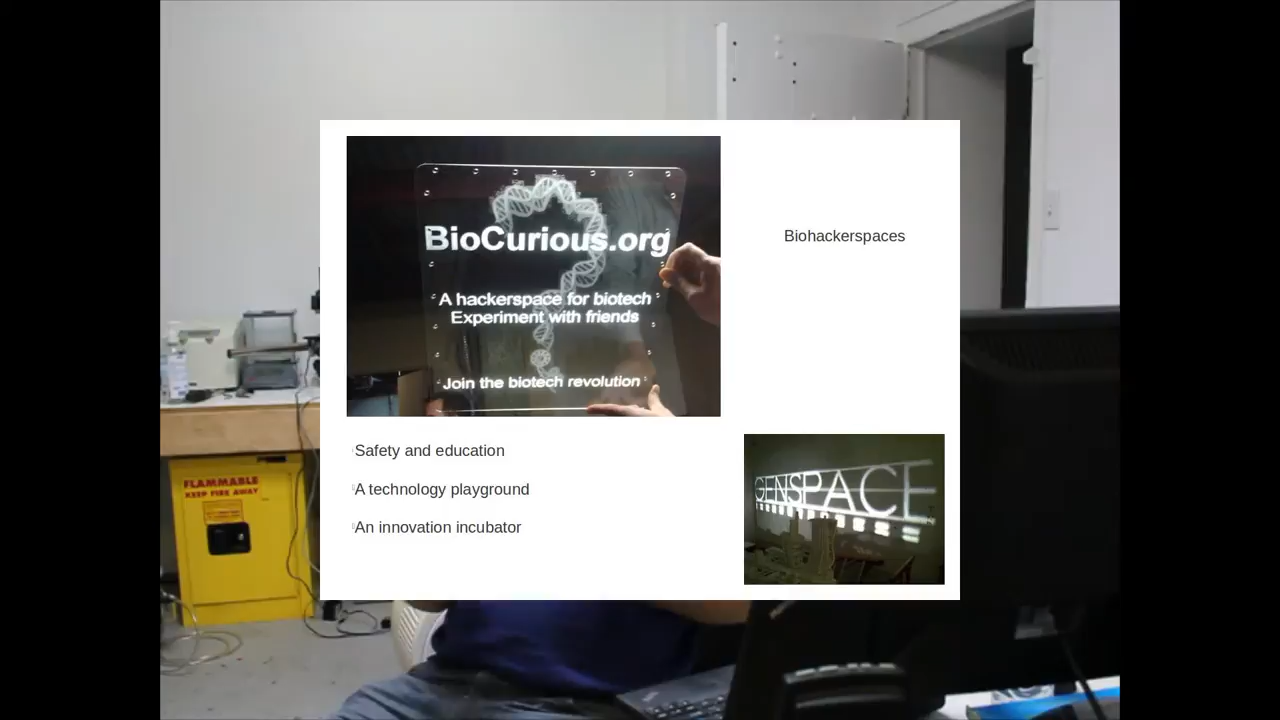 BioCurious.org
A hackerspace for biotech
Experiment with friends
Join the biotech revolution
Biohackerspaces
Safety and education
A technology playground
An innovation incubator
GENSPACE
FLAMMABLE
KEEP FIRE AWAY